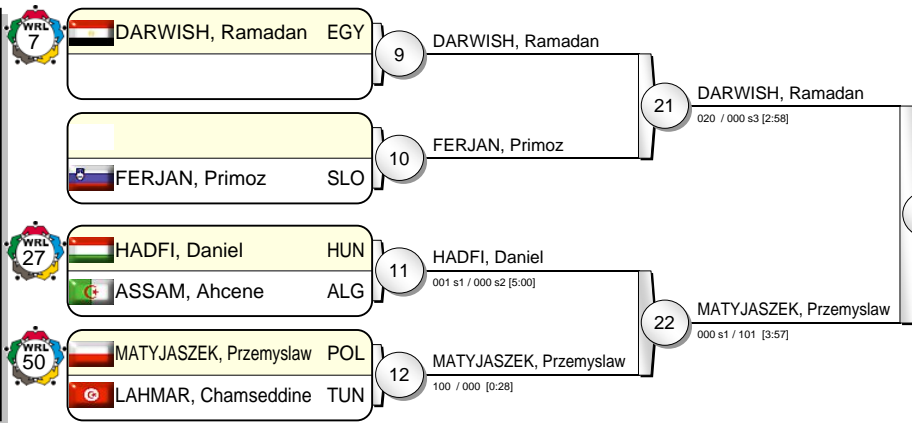 WRL
7
DARWISH, Ramadan EGY
9
DARWISH, Ramadan
21
DARWISH, Ramadan
020 / 000 s3 [2:58]
10
FERJAN, Primoz
FERJAN, Primoz SLO
WRL
27
HADFI, Daniel HUN
ASSAM, Ahcene ALG
11
HADFI, Daniel
001 s1 / 000 s2 [5:00]
22
MATYJASZEK, Przemyslaw
000 s1 / 101 [3:57]
WRL
50
MATYJASZEK, Przemyslaw POL
LAHMAR, Chamseddine TUN
12
MATYJASZEK, Przemyslaw
100 / 000 [0:28]